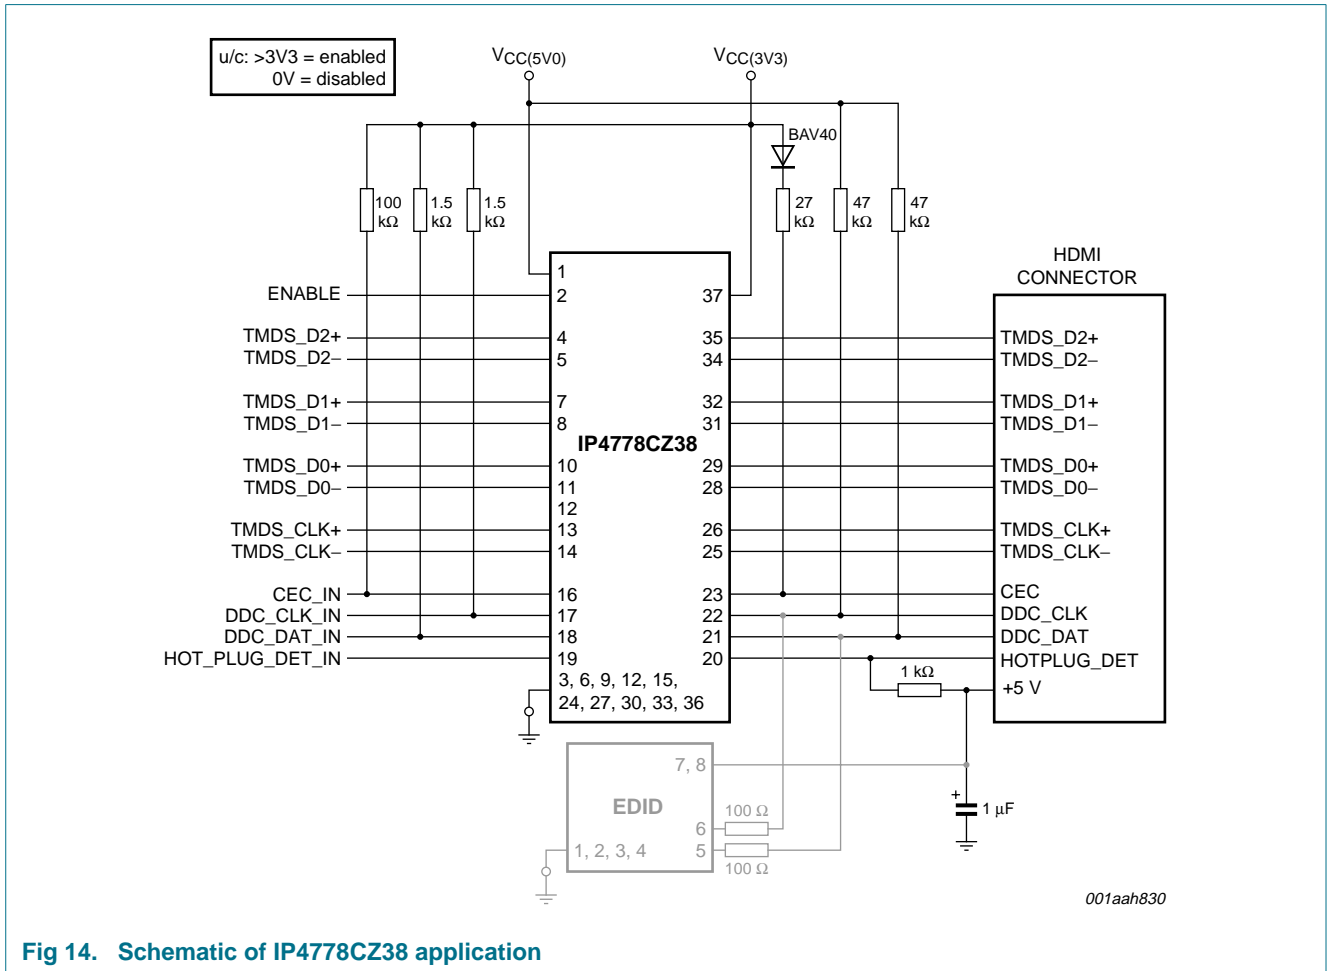 u/c: >3V3 = enabled
0V = disabled
VCC(5V0)
VCC(3V3)
BAV40
100 kΩ
1.5 kΩ
1.5 kΩ
27 kΩ
47 kΩ
47 kΩ
HDMI
CONNECTOR
1
ENABLE
2
37
TMDS_D2+
4
35
TMDS_D2+
TMDS_D2−
5
34
TMDS_D2−
TMDS_D1+
7
32
TMDS_D1+
TMDS_D1−
8
31
TMDS_D1−
IP4778CZ38
TMDS_D0+
10
29
TMDS_D0+
TMDS_D0−
11
28
TMDS_D0−
12
TMDS_CLK+
13
26
TMDS_CLK+
TMDS_CLK−
14
25
TMDS_CLK−
CEC_IN
16
23
CEC
DDC_CLK_IN
17
22
DDC_CLK
DDC_DAT_IN
18
21
DDC_DAT
HOT_PLUG_DET_IN
19
20
HOTPLUG_DET
3, 6, 9, 12, 15,
24, 27, 30, 33, 36
1 kΩ
+5 V
7, 8
EDID
6
100 Ω
1, 2, 3, 4
5
100 Ω
+
1 μF
001aah830
Fig 14. Schematic of IP4778CZ38 application